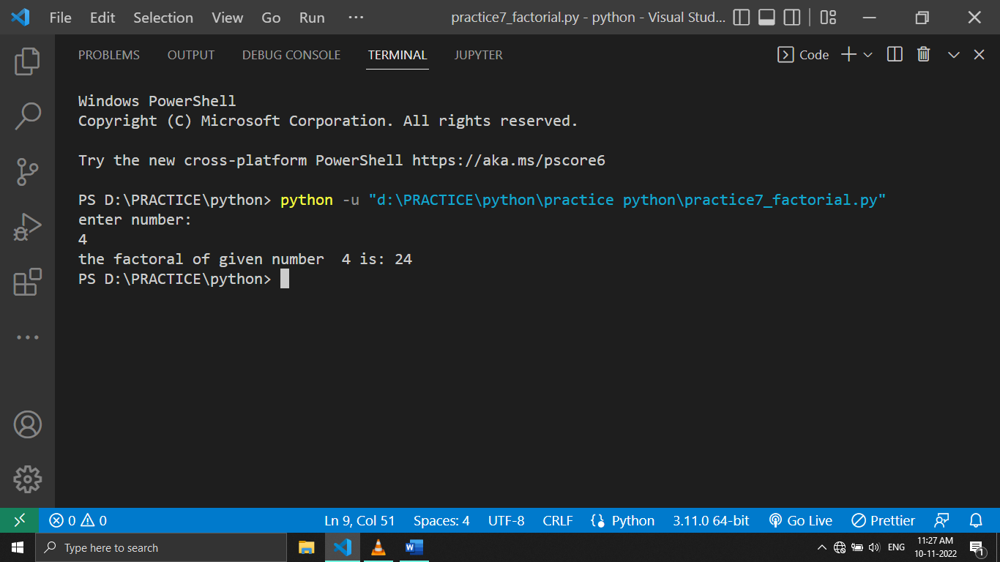 File Edit Selection View Go Run ··· practice7_factorial.py - python - Visual Stud...
PROBLEMS OUTPUT DEBUG CONSOLE TERMINAL JUPYTER Code
Windows PowerShell
Copyright (C) Microsoft Corporation. All rights reserved.
Try the new cross-platform PowerShell https://aka.ms/pscore6
PS D:\PRACTICE\python> python -u "d:\PRACTICE\python\practice python\practice7_factorial.py"
enter number:
4
the factoral of given number  4 is: 24
PS D:\PRACTICE\python>
0 0 Ln 9, Col 51 Spaces: 4 UTF-8 CRLF Python 3.11.0 64-bit Go Live Prettier
Type here to search W ENG 11:27 AM
10-11-2022 1